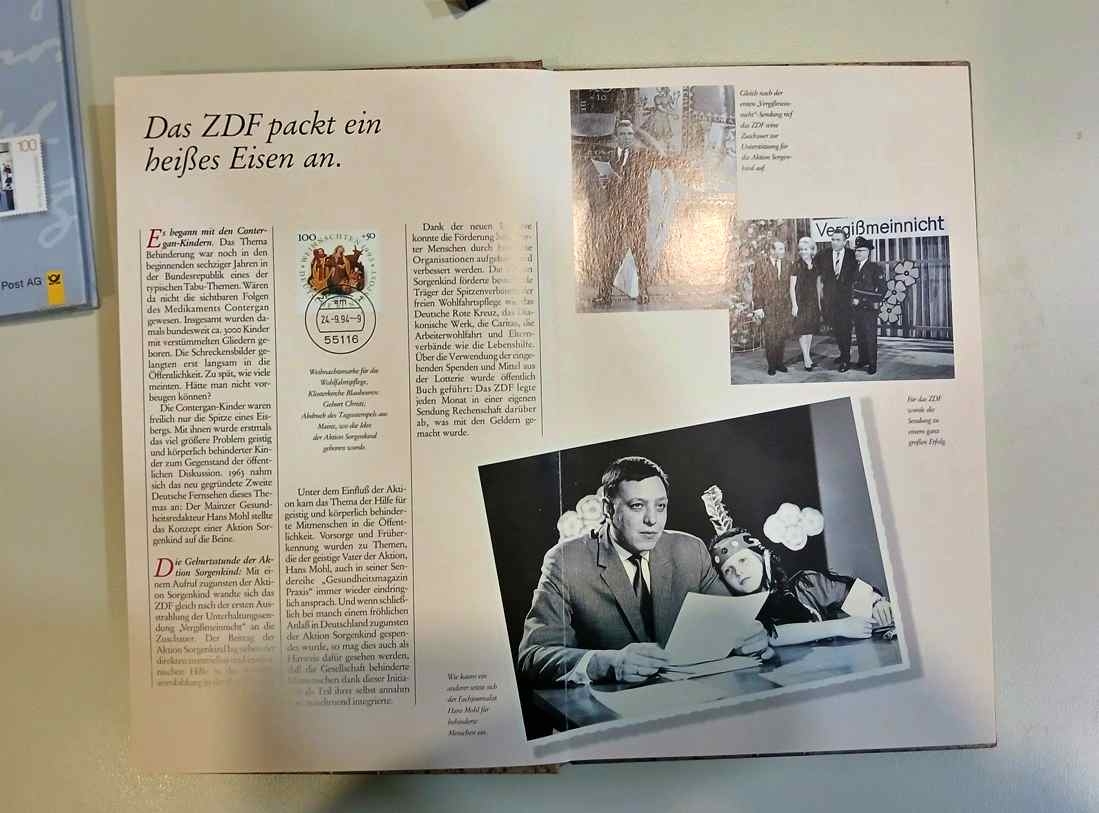 Das ZDF packt ein
heißes Eisen an.
Es begann mit den Conter-
gan-Kindern. Das Thema
Behinderung war noch in den
beginnenden sechziger Jahren in
der Bundesrepublik eines der
typischen Tabu-Themen. Wären
da nicht die sichtbaren Folgen
des Medikaments Contergan
gewesen. Insgesamt wurden da-
mals bundesweit ca. 3000 Kinder
mit verstümmelten Gliedern ge-
boren. Die Schreckensbilder ge-
langten erst langsam in die
Öffentlichkeit. Zu spät, wie viele
meinten. Hätte man nicht vor-
beugen können?
Die Contergan-Kinder waren
freilich nur die Spitze eines Eis-
bergs. Mit ihnen wurde erstmals
das viel größere Problem geistig
und körperlich behinderter Kin-
der zum Gegenstand der öffent-
lichen Diskussion. 1963 nahm
sich das neu gegründete Zweite
Deutsche Fernsehen dieses The-
mas an: Der Mainzer Gesund-
heitsredakteur Hans Mohl stellte
das Konzept einer Aktion Sor-
genkind auf die Beine.
Die Geburtsstunde der Ak-
tion Sorgenkind: Mit ei-
nem Aufruf zugunsten der Akti-
on Sorgenkind wandte sich das
ZDF gleich nach der ersten Aus-
strahlung der Unterhaltungssen-
dung „Vergißmeinnicht“ an die
Zuschauer. Der Beitrag der
Aktion Sorgenkind lag neben der
direkten
nischen Hilfe in der
100 +50
WEIHNACHTEN 1993
24-9.94-9
55116
Weihnachtsmarke für die
Wohlfahrtspflege,
Klosterkirche Blaubeuren:
Geburt Christi;
Abdruck des Tagesstempels aus
Mainz, wo die Idee
der Aktion Sorgenkind
geboren wurde.
Unter dem Einfluß der Akti-
on kam das Thema der Hilfe für
geistig und körperlich behinder-
te Mitmenschen in die Öffent-
lichkeit. Vorsorge und Früher-
kennung wurden zu Themen,
die der geistige Vater der Aktion,
Hans Mohl, auch in seiner Sen-
dereihe „Gesundheitsmagazin
Praxis“ immer wieder eindring-
lich ansprach. Und wenn schließ-
lich bei manch einem fröhlichen
Anlaß in Deutschland zugunsten
der Aktion Sorgenkind gespen-
det wurde, so mag dies auch als
Hinweis dafür gesehen werden,
daß die Gesellschaft behinderte
Mitmenschen dank dieser Initia-
als Teil ihrer selbst annahm
zunehmend integrierte.
Dank der neuen
konnte die Förderung
ter Menschen durch
Organisationen aufgebaut und
verbessert werden. Die Aktion
Sorgenkind förderte
Träger der Spitzenverbände der
freien Wohlfahrtspflege wie das
Deutsche Rote Kreuz, das Dia-
konische Werk, die Caritas, die
Arbeiterwohlfahrt und Eltern-
verbände wie die Lebenshilfe.
Über die Verwendung der einge-
benden Spenden und Mittel aus
der Lotterie wurde öffentlich
Buch geführt: Das ZDF legte
jeden Monat in einer eigenen
Sendung Rechenschaft darüber
ab, was mit den Geldern ge-
macht wurde.
Gleich nach der
ersten „Vergißmein-
nicht“-Sendung rief
das ZDF seine
Zuschauer zur
Unterstützung für
die Aktion Sorgen-
kind auf.
Vergißmeinnicht
Für das ZDF
wurde die
Sendung zu
einem ganz
großen Erfolg.
Wie kaum ein
anderer setzte sich
der Fachjournalist
Hans Mohl für
behinderte
Menschen ein.
100
Post AG